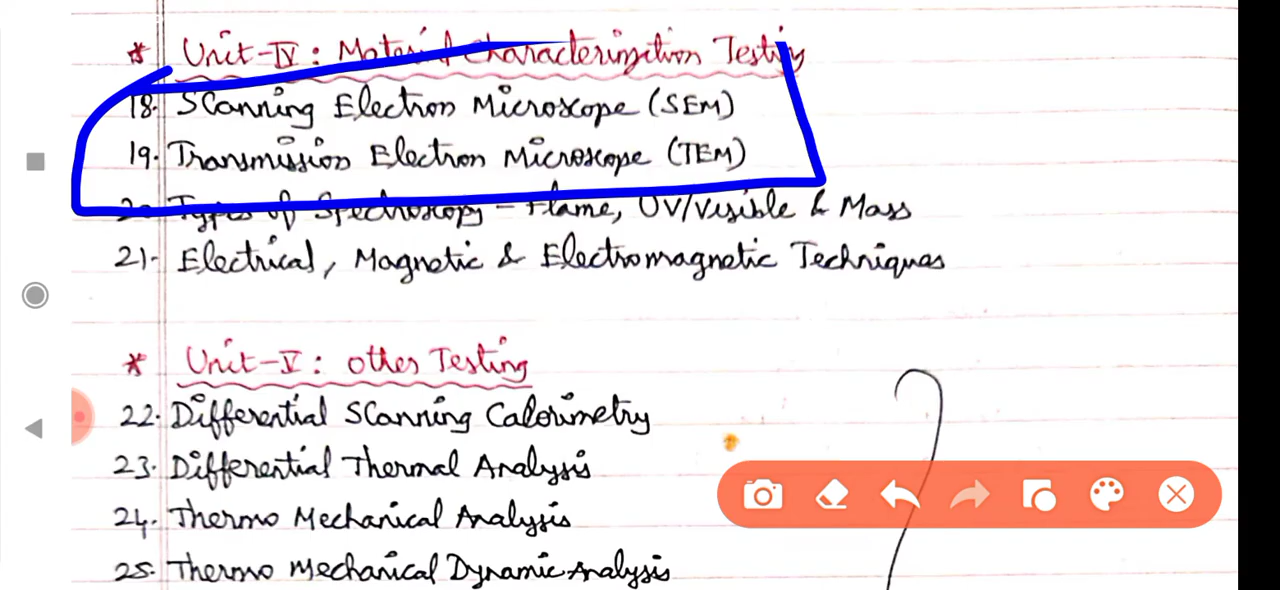 * Unit-IV : Material Characterization Testing
18. Scanning Electron Microscope (SEM)
19. Transmission Electron Microscope (TEM)
20. Types of Spectroscopy - Flame, UV/Visible & Mass
21. Electrical, Magnetic & Electromagnetic Techniques
* Unit-V : Other Testing
22. Differential Scanning Calorimetry
23. Differential Thermal Analysis
24. Thermo Mechanical Analysis
25. Thermo Mechanical Dynamic Analysis